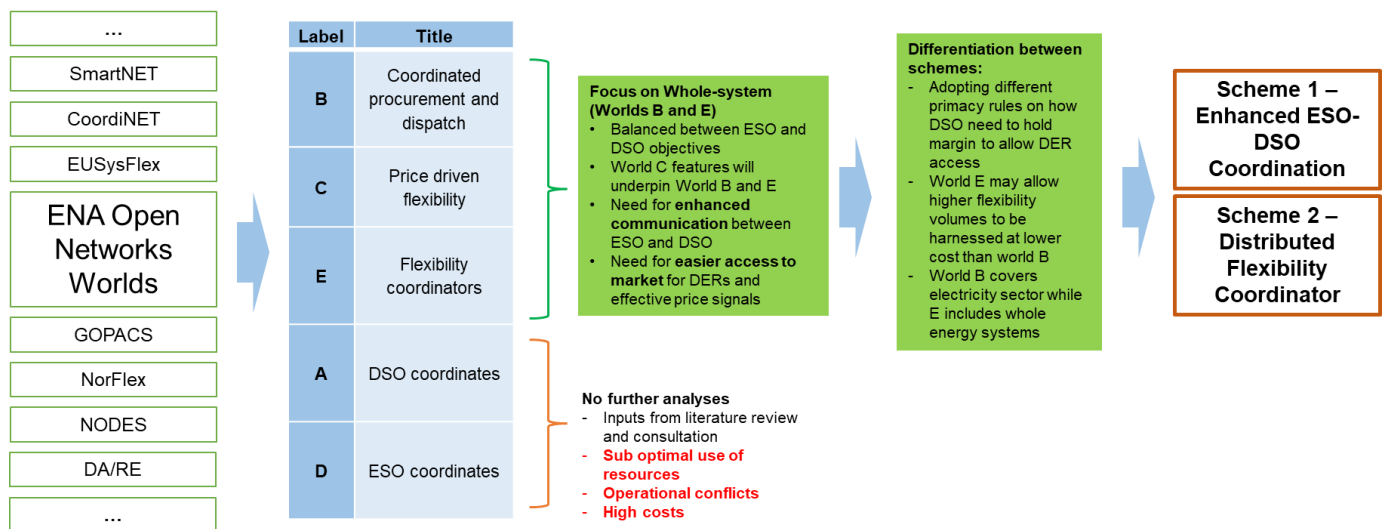 ...
SmartNET
CoordiNET
EUSysFlex
ENA Open
Networks
Worlds
GOPACS
NorFlex
NODES
DA/RE
...
Label Title
B Coordinated
procurement and
dispatch
C Price driven
flexibility
E Flexibility
coordinators
A DSO coordinates
D ESO coordinates
Focus on Whole-system
(Worlds B and E)
• Balanced between ESO and
DSO objectives
• World C features will
underpin World B and E
• Need for enhanced
communication between
ESO and DSO
• Need for easier access to
market for DERs and
effective price signals
No further analyses
- Inputs from literature review
and consultation
- Sub optimal use of
resources
- Operational conflicts
- High costs
Differentiation between
schemes:
- Adopting different
primacy rules on how
DSO need to hold
margin to allow DER
access
- World E may allow
higher flexibility
volumes to be
harnessed at lower
cost than world B
- World B covers
electricity sector while
E includes whole
energy systems
Scheme 1 –
Enhanced ESO-
DSO
Coordination
Scheme 2 –
Distributed
Flexibility
Coordinator